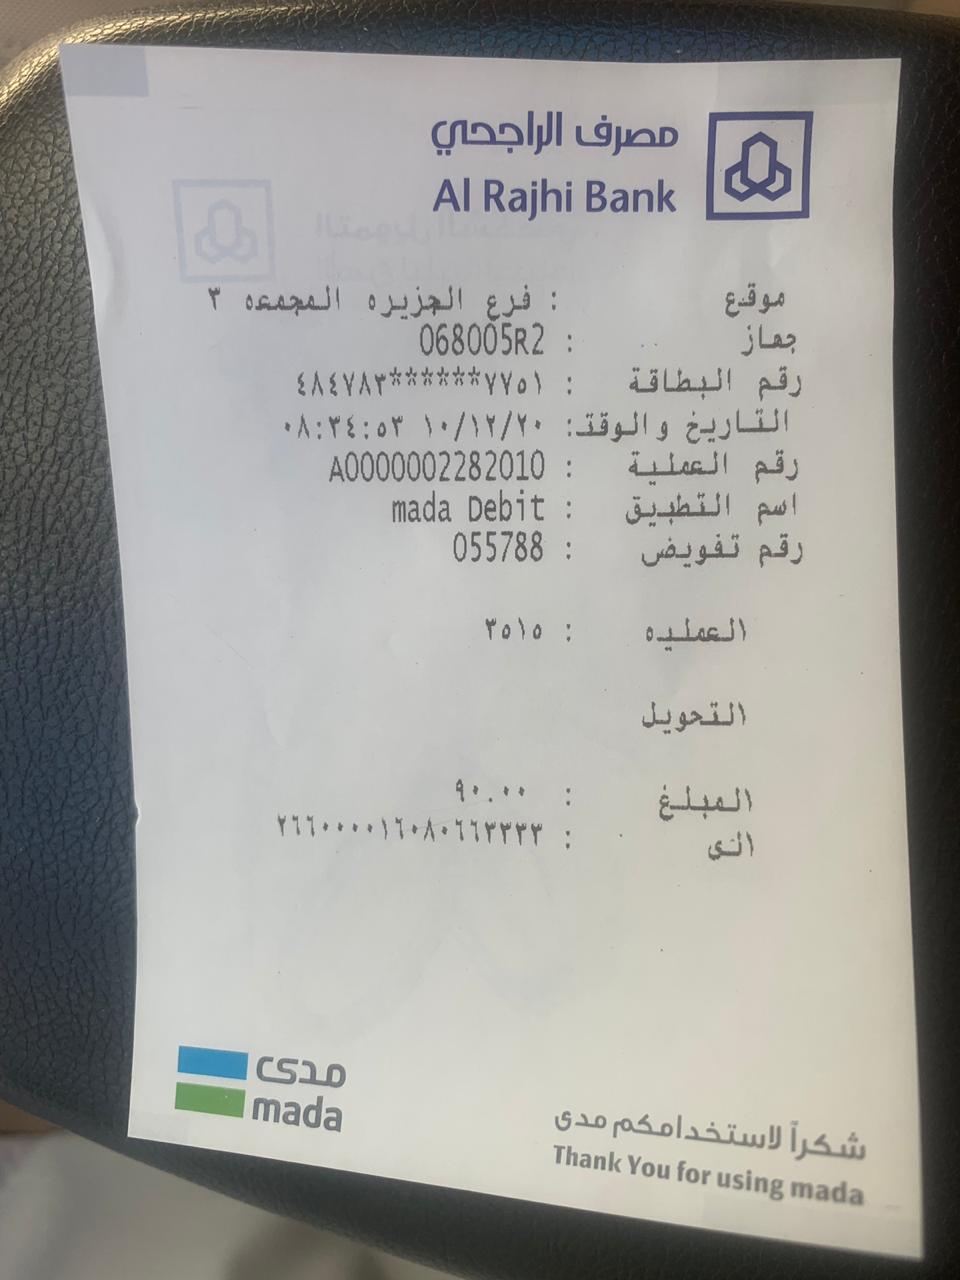 مصرف الراجحي
Al Rajhi Bank
موقع : فرع الجزيره المجمعه ٣
جهاز : 068005R2
رقم البطاقة : ٤٨٤٧٨٣******٧٧٥١
التاريخ والوقت: ١٠/١٢/٢٠ ٠٨:٣٤:٥٣
رقم العملية : A0000002282010
اسم التطبيق : mada Debit
رقم تفويض : 055788
العمليه : ٣٥١٥
التحويل
المبلغ : ٩٠.٠٠
الى : ٢٦٦٠٠٠٠١٦٠٨٠٦٦٣٣٣٣
مدى
mada
شكراً لاستخدامكم مدى
Thank You for using mada